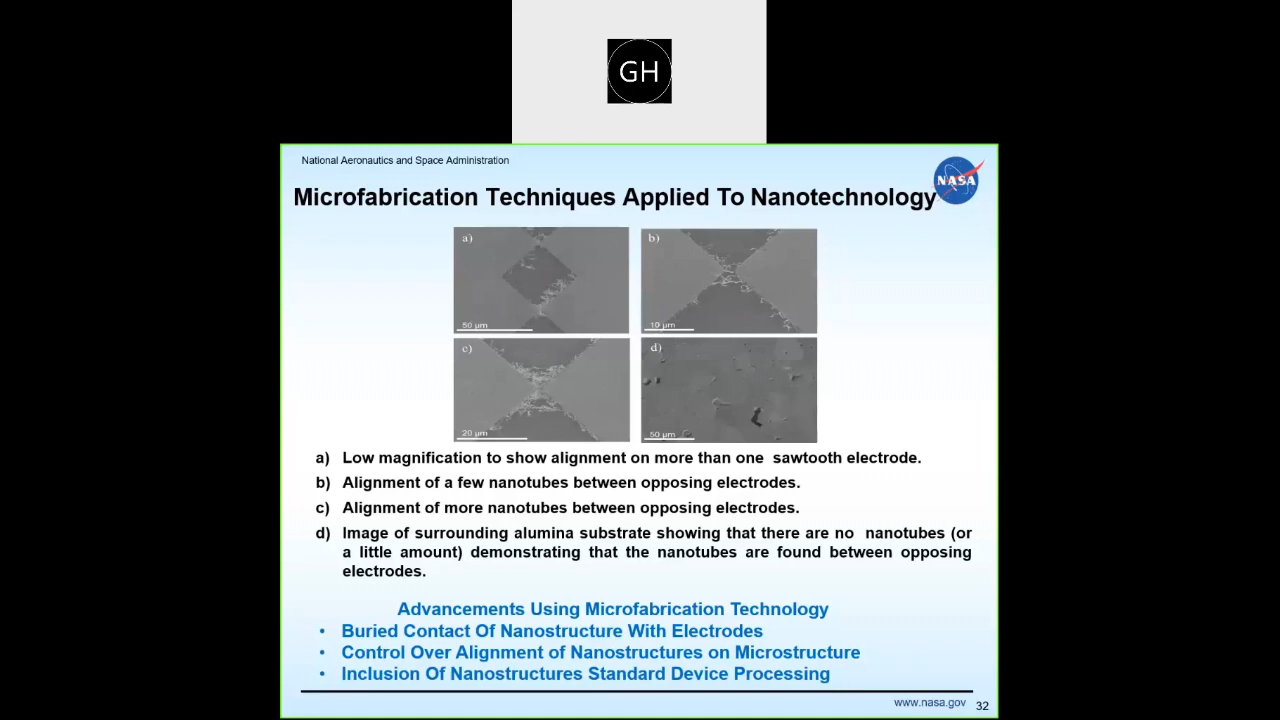 GH
National Aeronautics and Space Administration
NASA
Microfabrication Techniques Applied To Nanotechnology
a)
b)
50 µm
10 µm
c)
d)
20 µm
50 µm
a) Low magnification to show alignment on more than one sawtooth electrode.
b) Alignment of a few nanotubes between opposing electrodes.
c) Alignment of more nanotubes between opposing electrodes.
d) Image of surrounding alumina substrate showing that there are no nanotubes (or
a little amount) demonstrating that the nanotubes are found between opposing
electrodes.
Advancements Using Microfabrication Technology
• Buried Contact Of Nanostructure With Electrodes
• Control Over Alignment of Nanostructures on Microstructure
• Inclusion Of Nanostructures Standard Device Processing
www.nasa.gov 32